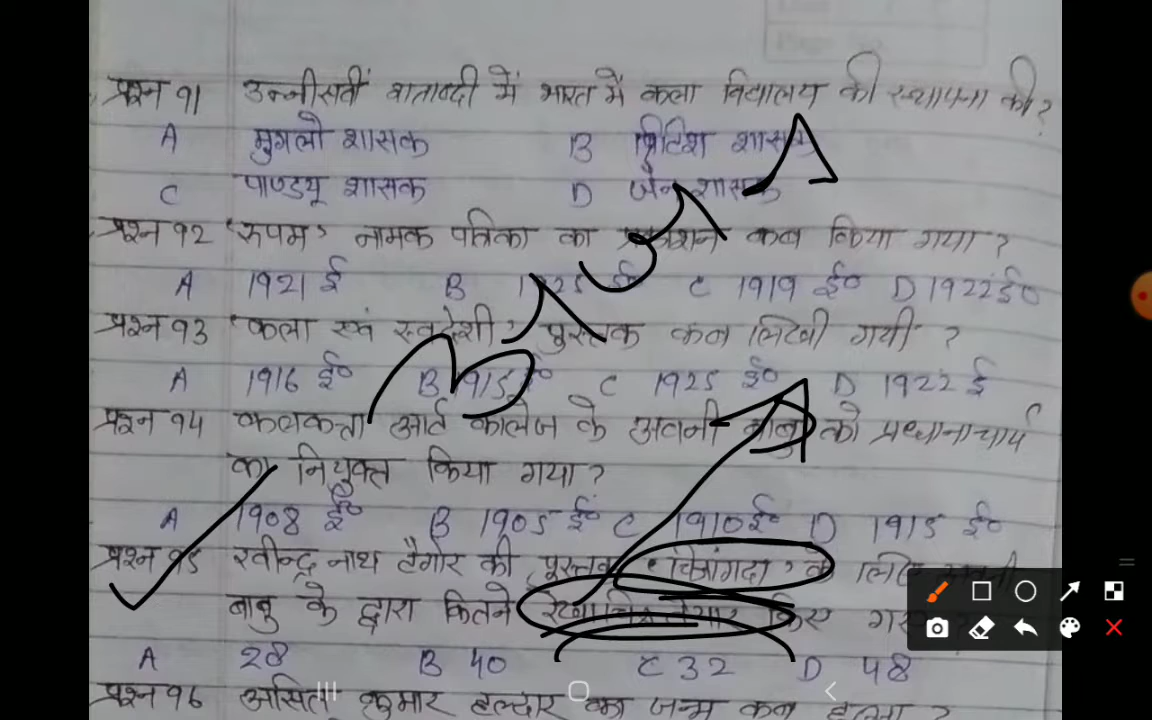 प्रश्न 91 उन्नीसवीं शताब्दी में भारत में कला विद्यालय की स्थापना की?
A मुगलो शासक B ब्रिटिश शासक
C पाण्ड्यू शासक D जैन शासक
प्रश्न 92 'रुपम' नामक पत्रिका का प्रकाशन कब किया गया?
A 1921 ई B 1925 ई० C 1919 ई० D 1922 ई०
प्रश्न 93 'कला एवं स्वदेशी' पुस्तक कब लिखी गयी?
A 1916 ई० B 1915 ई० C 1925 ई० D 1922 ई
प्रश्न 94 कलकत्ता आर्ट कालेज के अवनी बाबु को प्रधानाचार्य
का नियुक्त किया गया?
A 1908 ई० B 1905 ई० C 1910 ई० D 1915 ई०
प्रश्न 95 रवीन्द्र नाथ टैगोर की पुस्तक 'चित्रांगदा' के लिए
बाबु के द्वारा कितने रेखाचित्र तैयार किए
A 28 B 40 C 32 D 48
प्रश्न 96 असित कुमार हल्दार का जन्म कब हुआ?